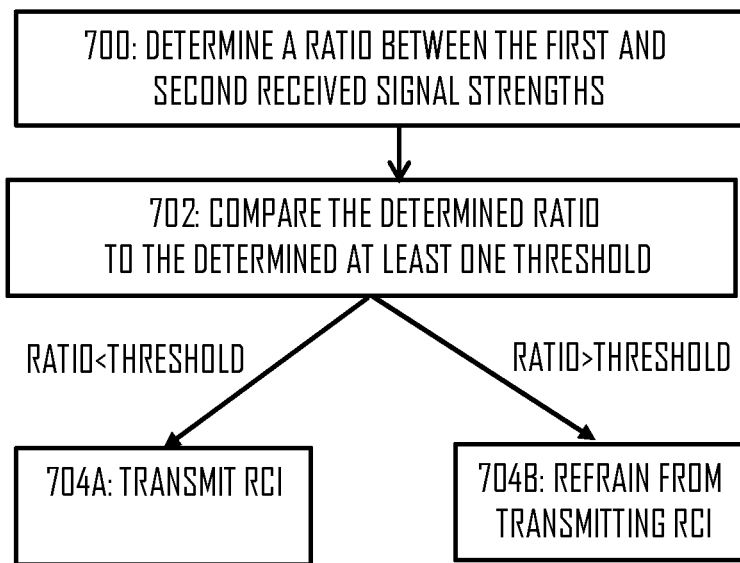 700: DETERMINE A RATIO BETWEEN THE FIRST AND
SECOND RECEIVED SIGNAL STRENGTHS
702: COMPARE THE DETERMINED RATIO
TO THE DETERMINED AT LEAST ONE THRESHOLD
RATIO<THRESHOLD
RATIO>THRESHOLD
704A: TRANSMIT RCI
704B: REFRAIN FROM
TRANSMITTING RCI